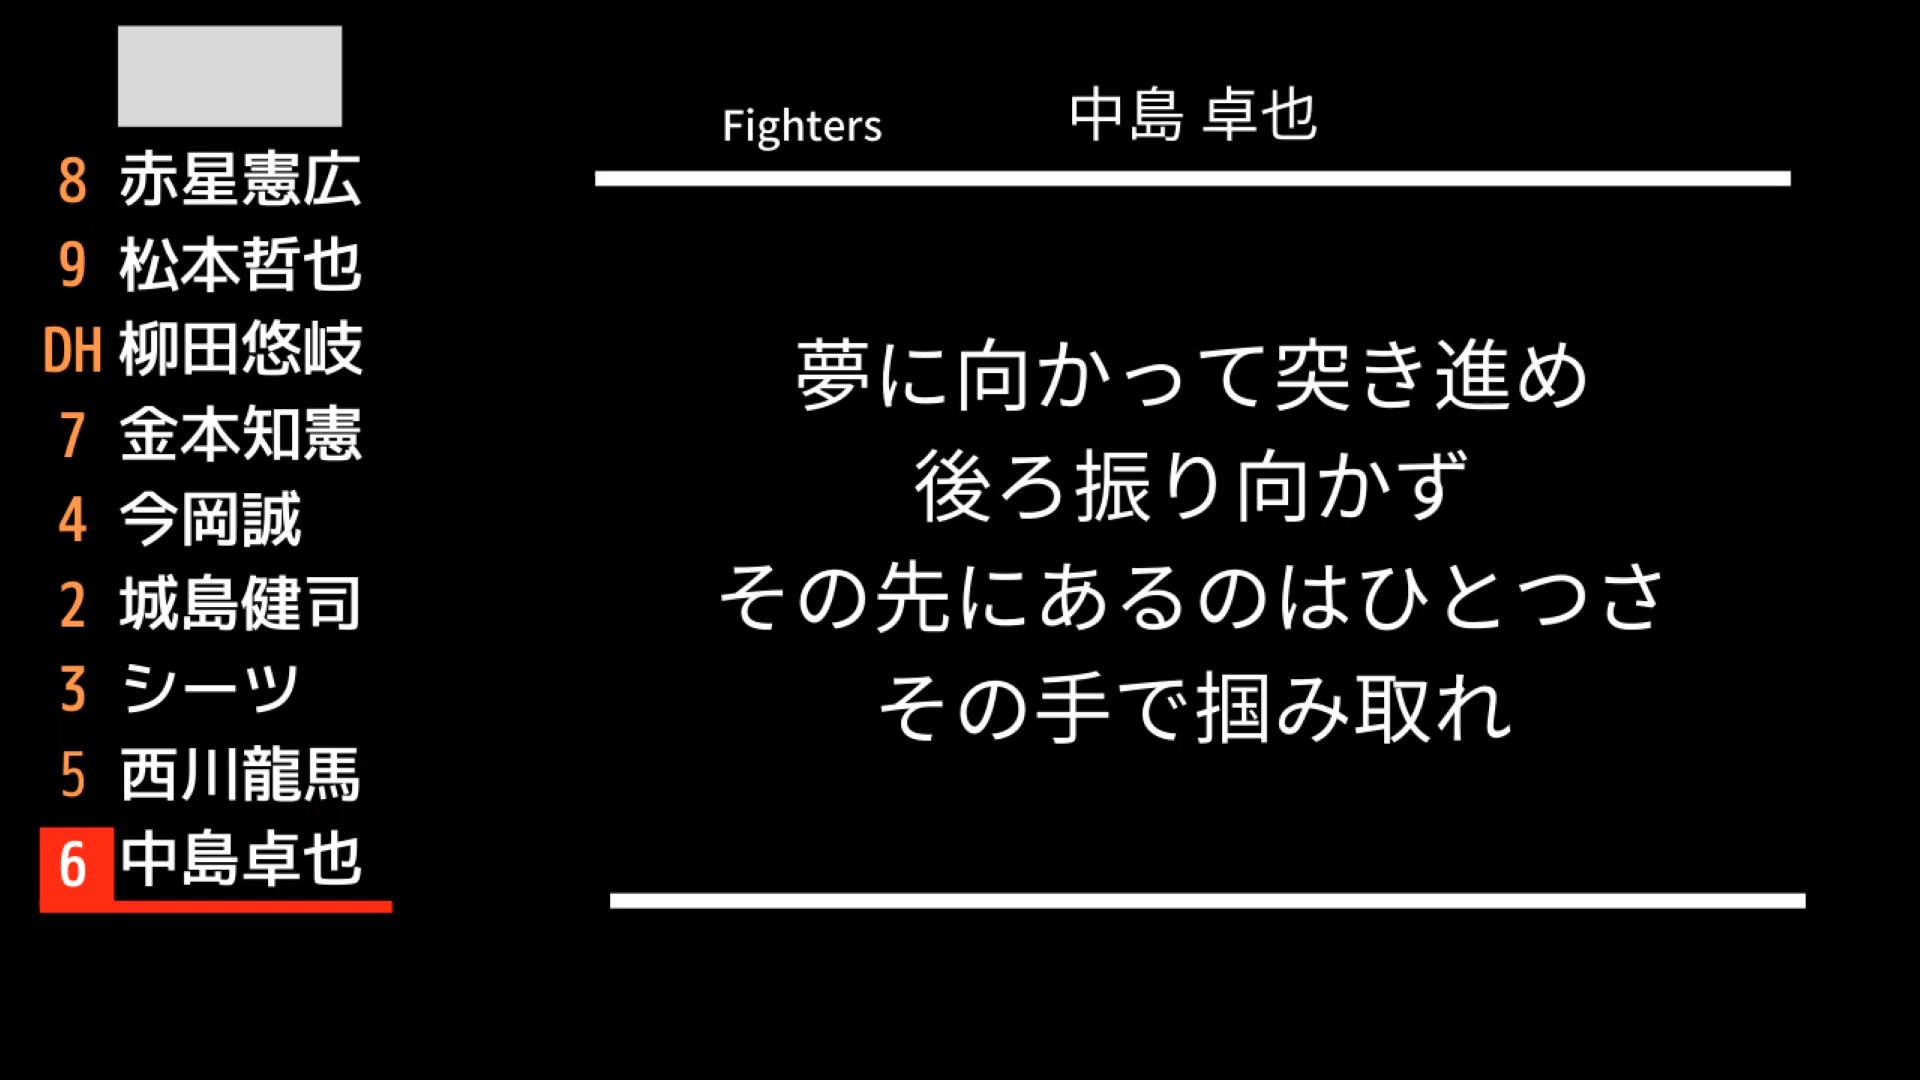 8 赤星憲広
9 松本哲也
DH 柳田悠岐
7 金本知憲
4 今岡誠
2 城島健司
3 シーツ
5 西川龍馬
6 中島卓也
Fighters 中島 卓也
夢に向かって突き進め
後ろ振り向かず
その先にあるのはひとつさ
その手で掴み取れ